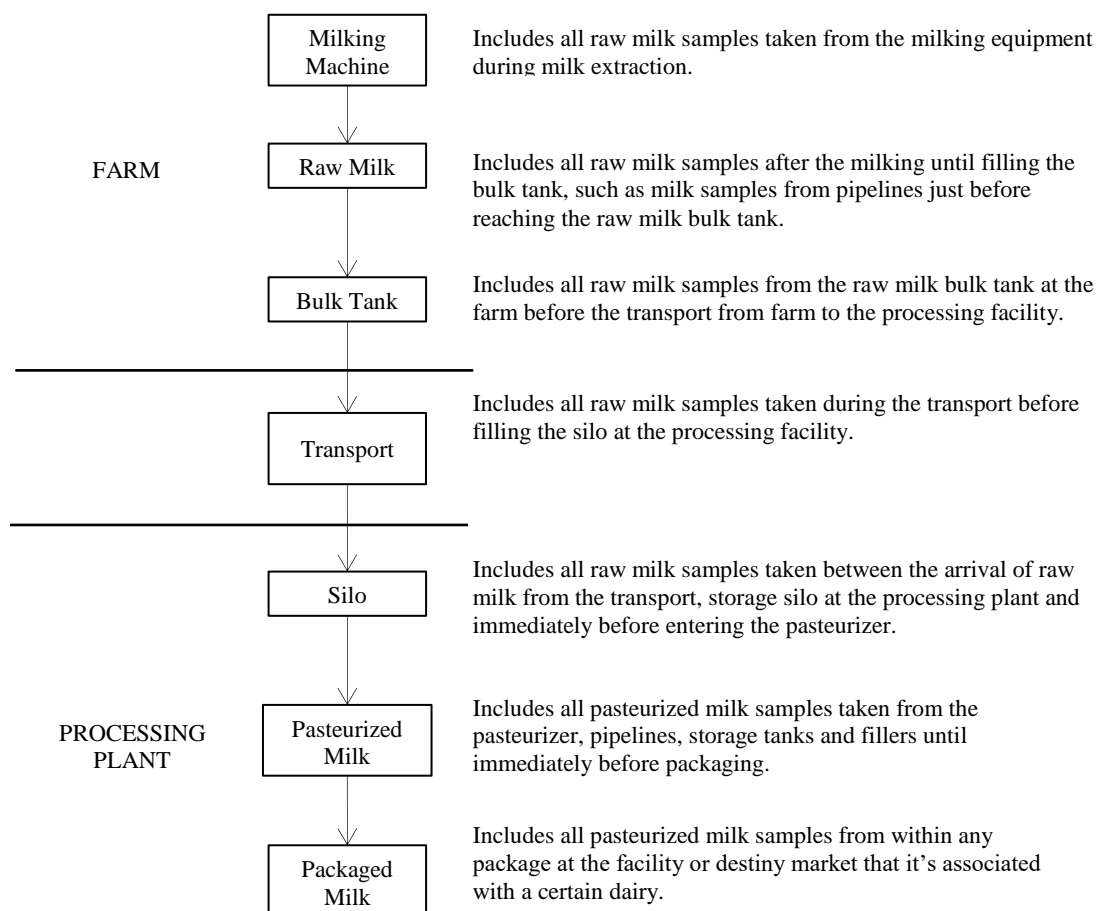 Milking
Machine
Includes all raw milk samples taken from the milking equipment
during milk extraction.
FARM
Raw Milk
Includes all raw milk samples after the milking until filling the
bulk tank, such as milk samples from pipelines just before
reaching the raw milk bulk tank.
Bulk Tank
Includes all raw milk samples from the raw milk bulk tank at the
farm before the transport from farm to the processing facility.
Transport
Includes all raw milk samples taken during the transport before
filling the silo at the processing facility.
Silo
Includes all raw milk samples taken between the arrival of raw
milk from the transport, storage silo at the processing plant and
immediately before entering the pasteurizer.
PROCESSING
PLANT
Pasteurized
Milk
Includes all pasteurized milk samples taken from the
pasteurizer, pipelines, storage tanks and fillers until
immediately before packaging.
Packaged
Milk
Includes all pasteurized milk samples from within any
package at the facility or destiny market that it's associated
with a certain dairy.